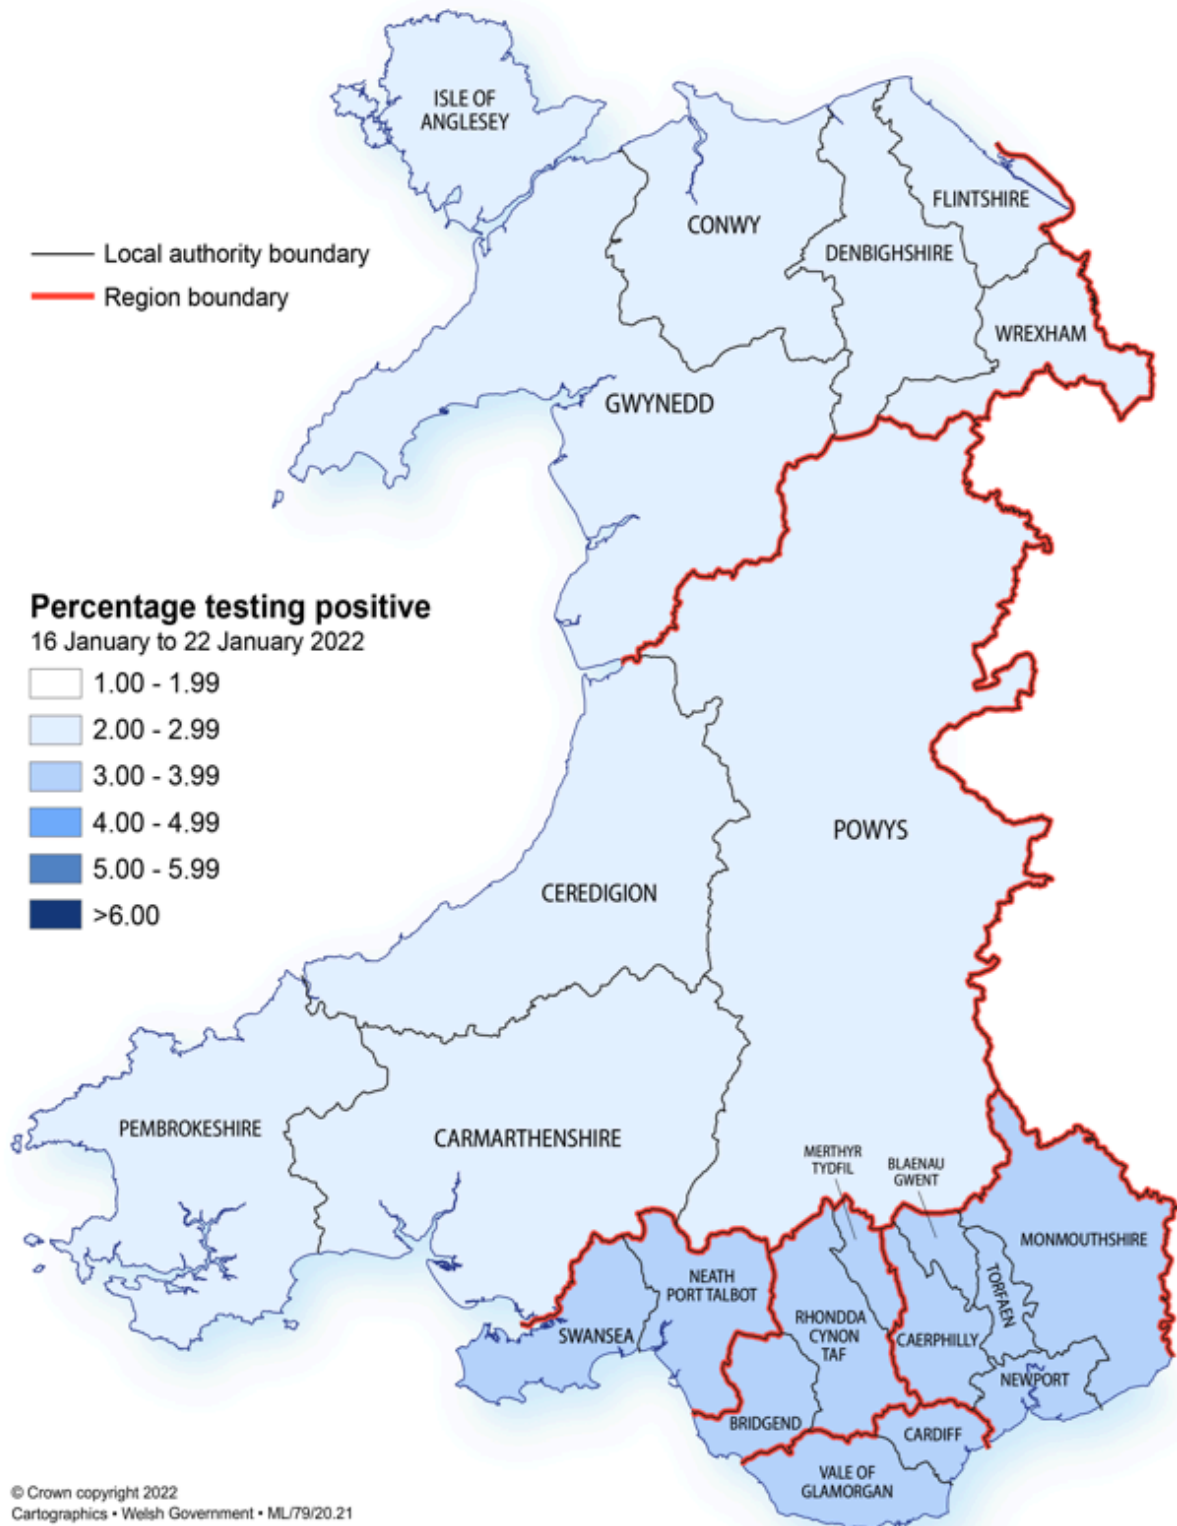 ISLE OF
ANGLESEY
FLINTSHIRE
CONWY
DENBIGHSHIRE
Local authority boundary
Region boundary
WREXHAM
GWYNEDD
Percentage testing positive
16 January to 22 January 2022
1.00 - 1.99
2.00 - 2.99
3.00 - 3.99
4.00 - 4.99
5.00 - 5.99
>6.00
POWYS
CEREDIGION
PEMBROKESHIRE
CARMARTHENSHIRE
MERTHYR
TYDFIL
BLAENAU
GWENT
MONMOUTHSHIRE
NEATH
PORT TALBOT
TORFAEN
SWANSEA
RHONDDA
CYNON
TAF
CAERPHILLY
NEWPORT
BRIDGEND
CARDIFF
VALE OF
GLAMORGAN
© Crown copyright 2022
Cartographics • Welsh Government • ML/79/20.21